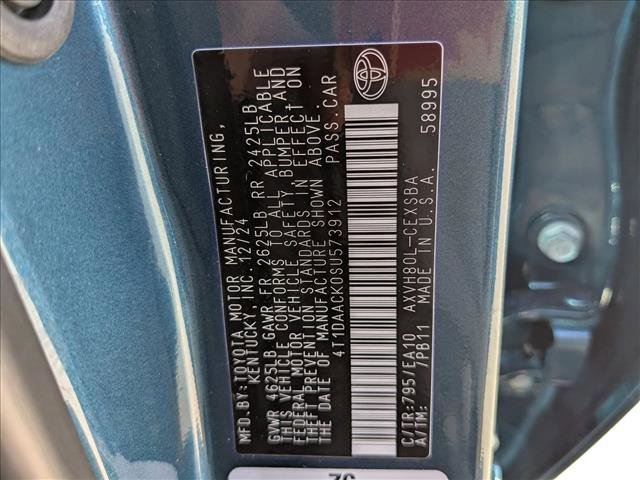 MFD.BY:TOYOTA MOTOR MANUFACTURING,
KENTUCKY, INC. 12/24
GVWR 4625LB GAWR FR 2625LB RR 2425LB
THIS VEHICLE CONFORMS TO ALL APPLICABLE
FEDERAL MOTOR VEHICLE SAFETY, BUMPER, AND
THEFT PREVENTION STANDARDS IN EFFECT ON
THE DATE OF MANUFACTURE SHOWN ABOVE.
4T1DAACK0SU573912 PASS.CAR
C/TR:795/EA10 AXVH80L-CEXSBA
A/TM: /PB11 MADE IN U.S.A.
58995